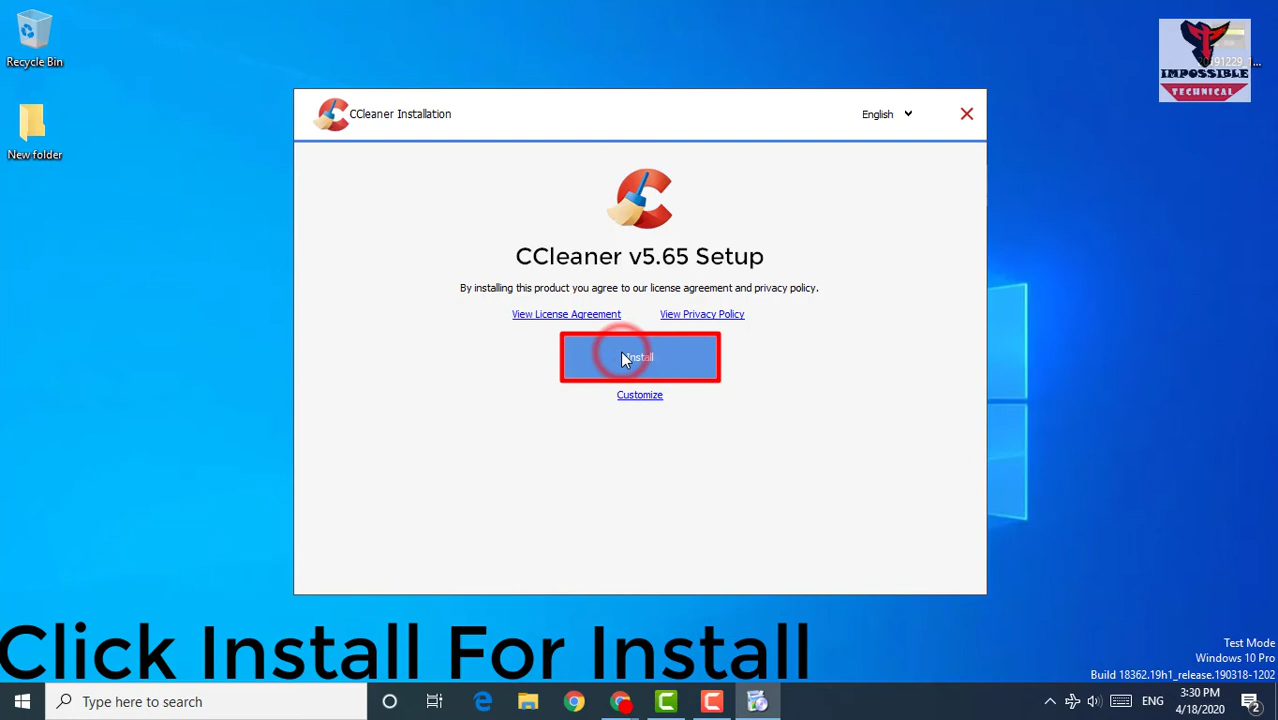 Recycle Bin
New folder
20191229_1...
IMPOSSIBLE
TECHNICAL
CCleaner Installation
English
CCleaner v5.65 Setup
By installing this product you agree to our license agreement and privacy policy.
View License Agreement View Privacy Policy
Install
Customize
Click Install For Install
Test Mode
Windows 10 Pro
Build 18362.19h1_release.190318-1202
Type here to search
ENG
3:30 PM
4/18/2020
2